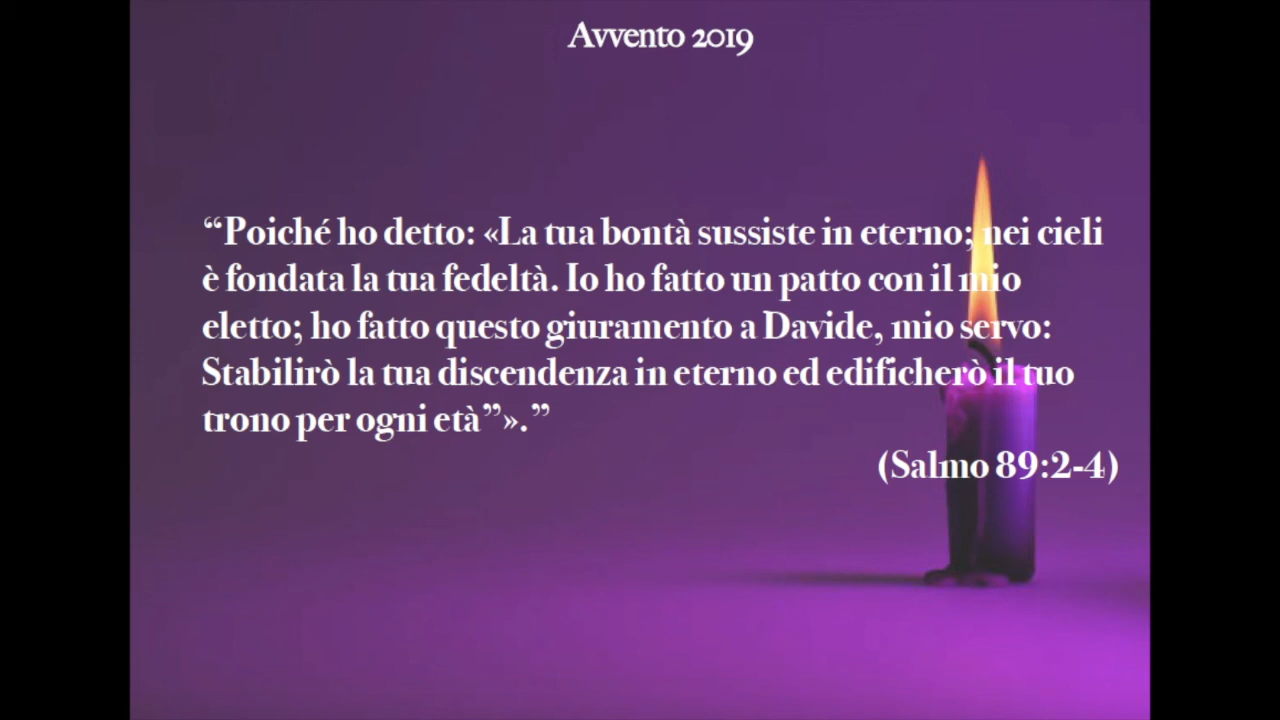 Avvento 2019
“Poiché ho detto: «La tua bontà sussiste in eterno; nei cieli
è fondata la tua fedeltà. Io ho fatto un patto con il mio
eletto; ho fatto questo giuramento a Davide, mio servo:
Stabilirò la tua discendenza in eterno ed edificherò il tuo
trono per ogni età”».”
(Salmo 89:2-4)